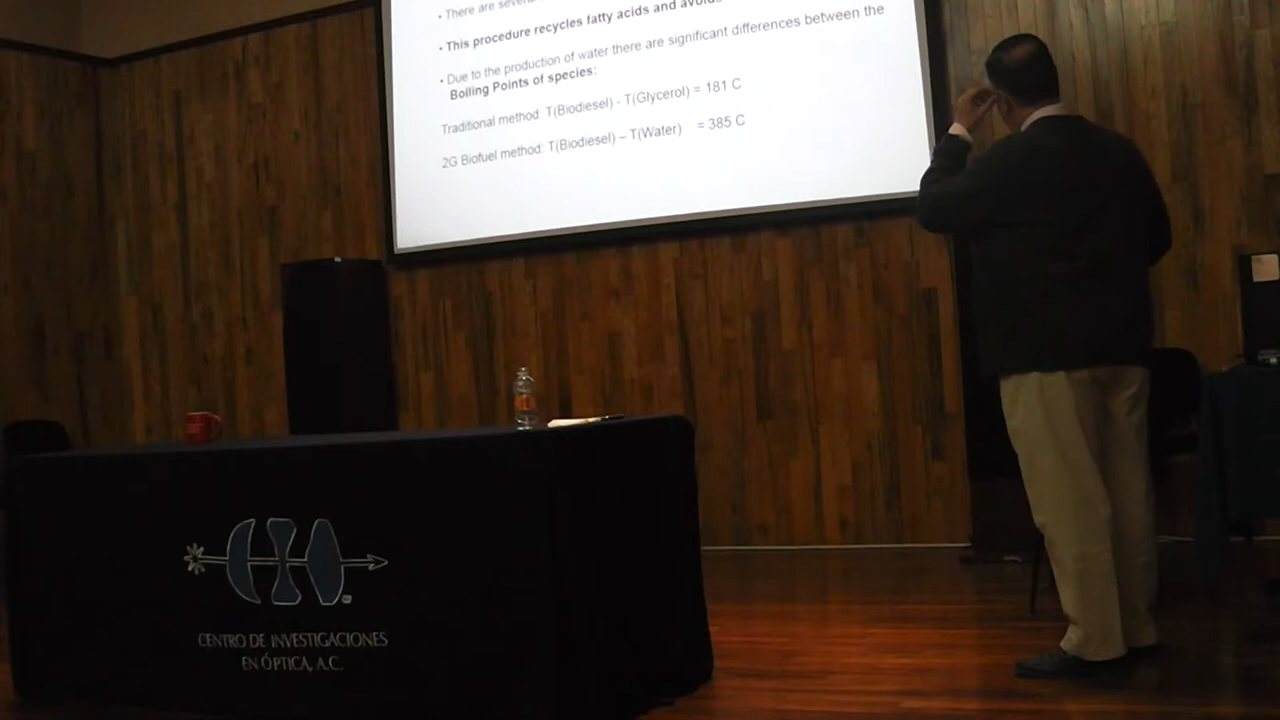 • There are
• This procedure recycles fatty acids and
• Due to the production of water there are significant differences between the
Boiling Points of species:
Traditional method: T(Biodiesel) - T(Glycerol) = 181 C
2G Biofuel method: T(Biodiesel) – T(Water) = 385 C
CENTRO DE INVESTIGACIONES
EN ÓPTICA, A.C.